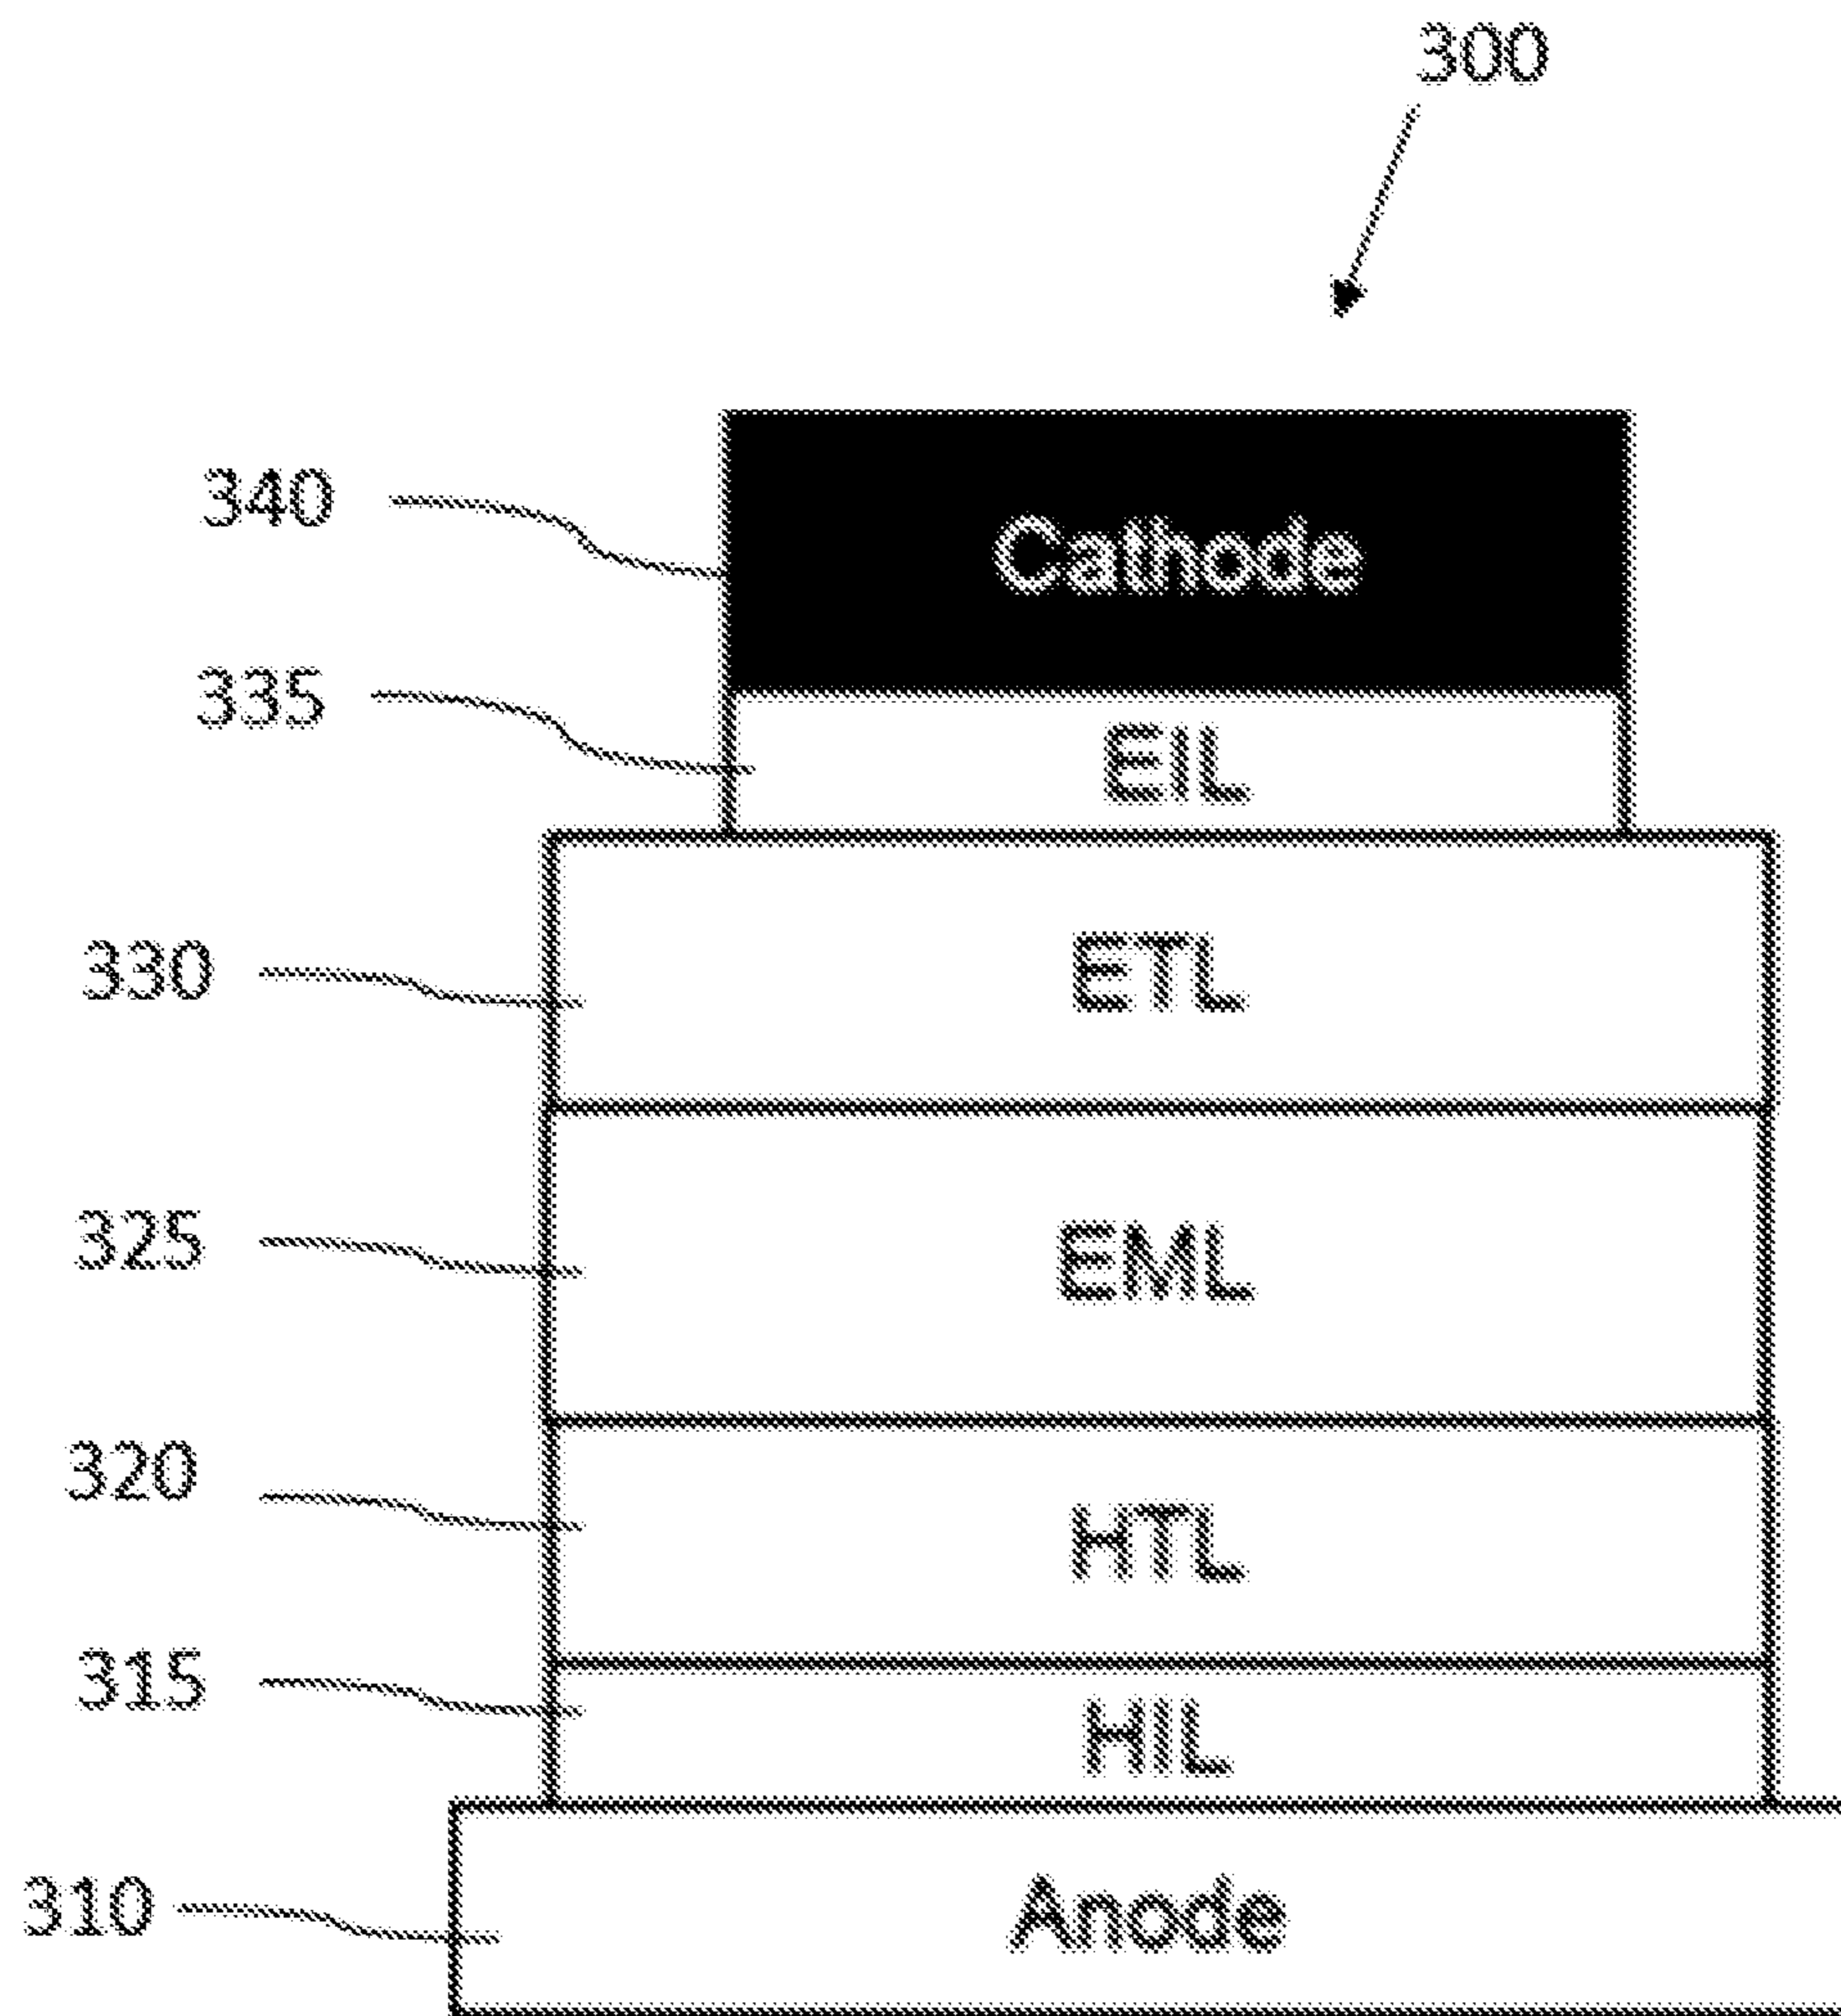 300
340
Cathode
335
EIL
330
ETL
325
EML
320
HTL
315
HIL
310
Anode